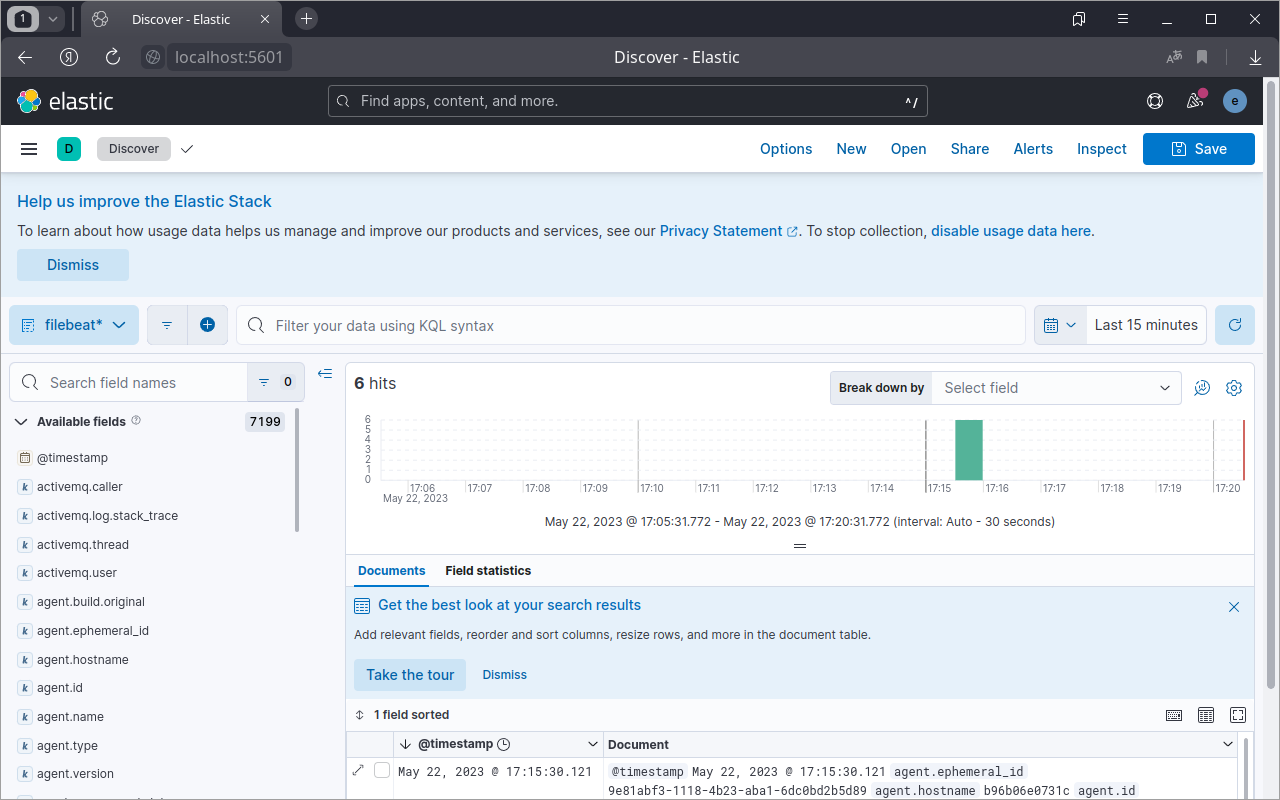 1
Discover - Elastic
localhost:5601
Discover - Elastic
elastic
Find apps, content, and more.
^/
e
D
Discover
Options
New
Open
Share
Alerts
Inspect
Save
Help us improve the Elastic Stack
To learn about how usage data helps us manage and improve our products and services, see our Privacy Statement. To stop collection, disable usage data here.
Dismiss
filebeat*
Filter your data using KQL syntax
Last 15 minutes
Search field names
0
Available fields
7199
@timestamp
activemq.caller
activemq.log.stack_trace
activemq.thread
activemq.user
agent.build.original
agent.ephemeral_id
agent.hostname
agent.id
agent.name
agent.type
agent.version
6 hits
Break down by
Select field
6
5
4
3
2
1
0
17:06 17:07 17:08 17:09 17:10 17:11 17:12 17:13 17:14 17:15 17:16 17:17 17:18 17:19 17:20
May 22, 2023
May 22, 2023 @ 17:05:31.772 - May 22, 2023 @ 17:20:31.772 (interval: Auto - 30 seconds)
Documents
Field statistics
Get the best look at your search results
Add relevant fields, reorder and sort columns, resize rows, and more in the document table.
Take the tour
Dismiss
1 field sorted
@timestamp
Document
May 22, 2023 @ 17:15:30.121
@timestamp May 22, 2023 @ 17:15:30.121 agent.ephemeral_id
9e81abf3-1118-4b23-aba1-6dc0bd2b5d89 agent.hostname b96b06e0731c agent.id